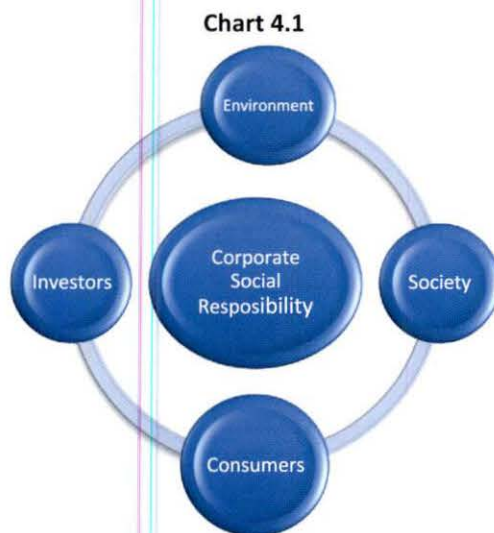 Chart 4.1
Environment
Investors
Corporate
Social
Resposibility
Society
Consumers